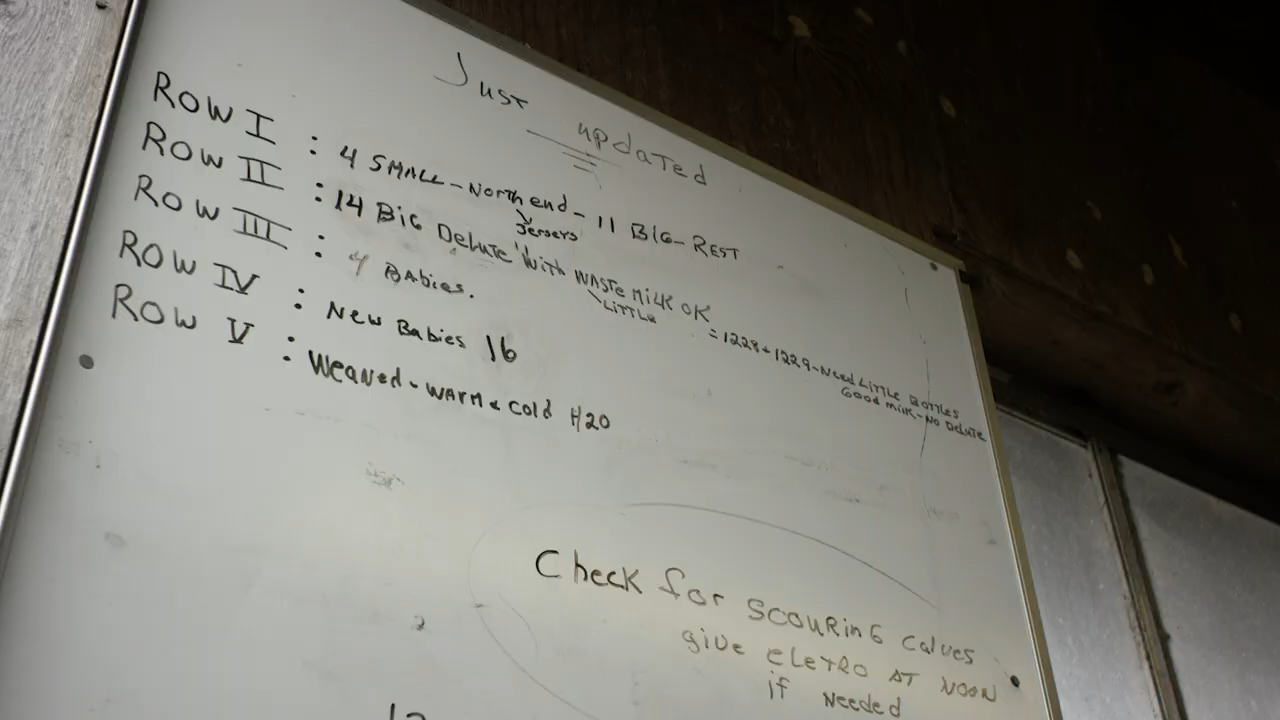 Just updated
ROW I : 4 SMALL - North end - 11 BIG - REST
Jerseys
ROW II : 14 BIG Delute "with WASTE MILK OK
LITTLE
= 1228 + 1229 - Need LITTLE BOTTLES
Good milk - No Delute
ROW III : 4 BAbies.
ROW IV : New Babies 16
ROW V : Weaned - WARM & Cold H20
Check for SCOURING Calves
give eLetRO AT NOON
if Needed